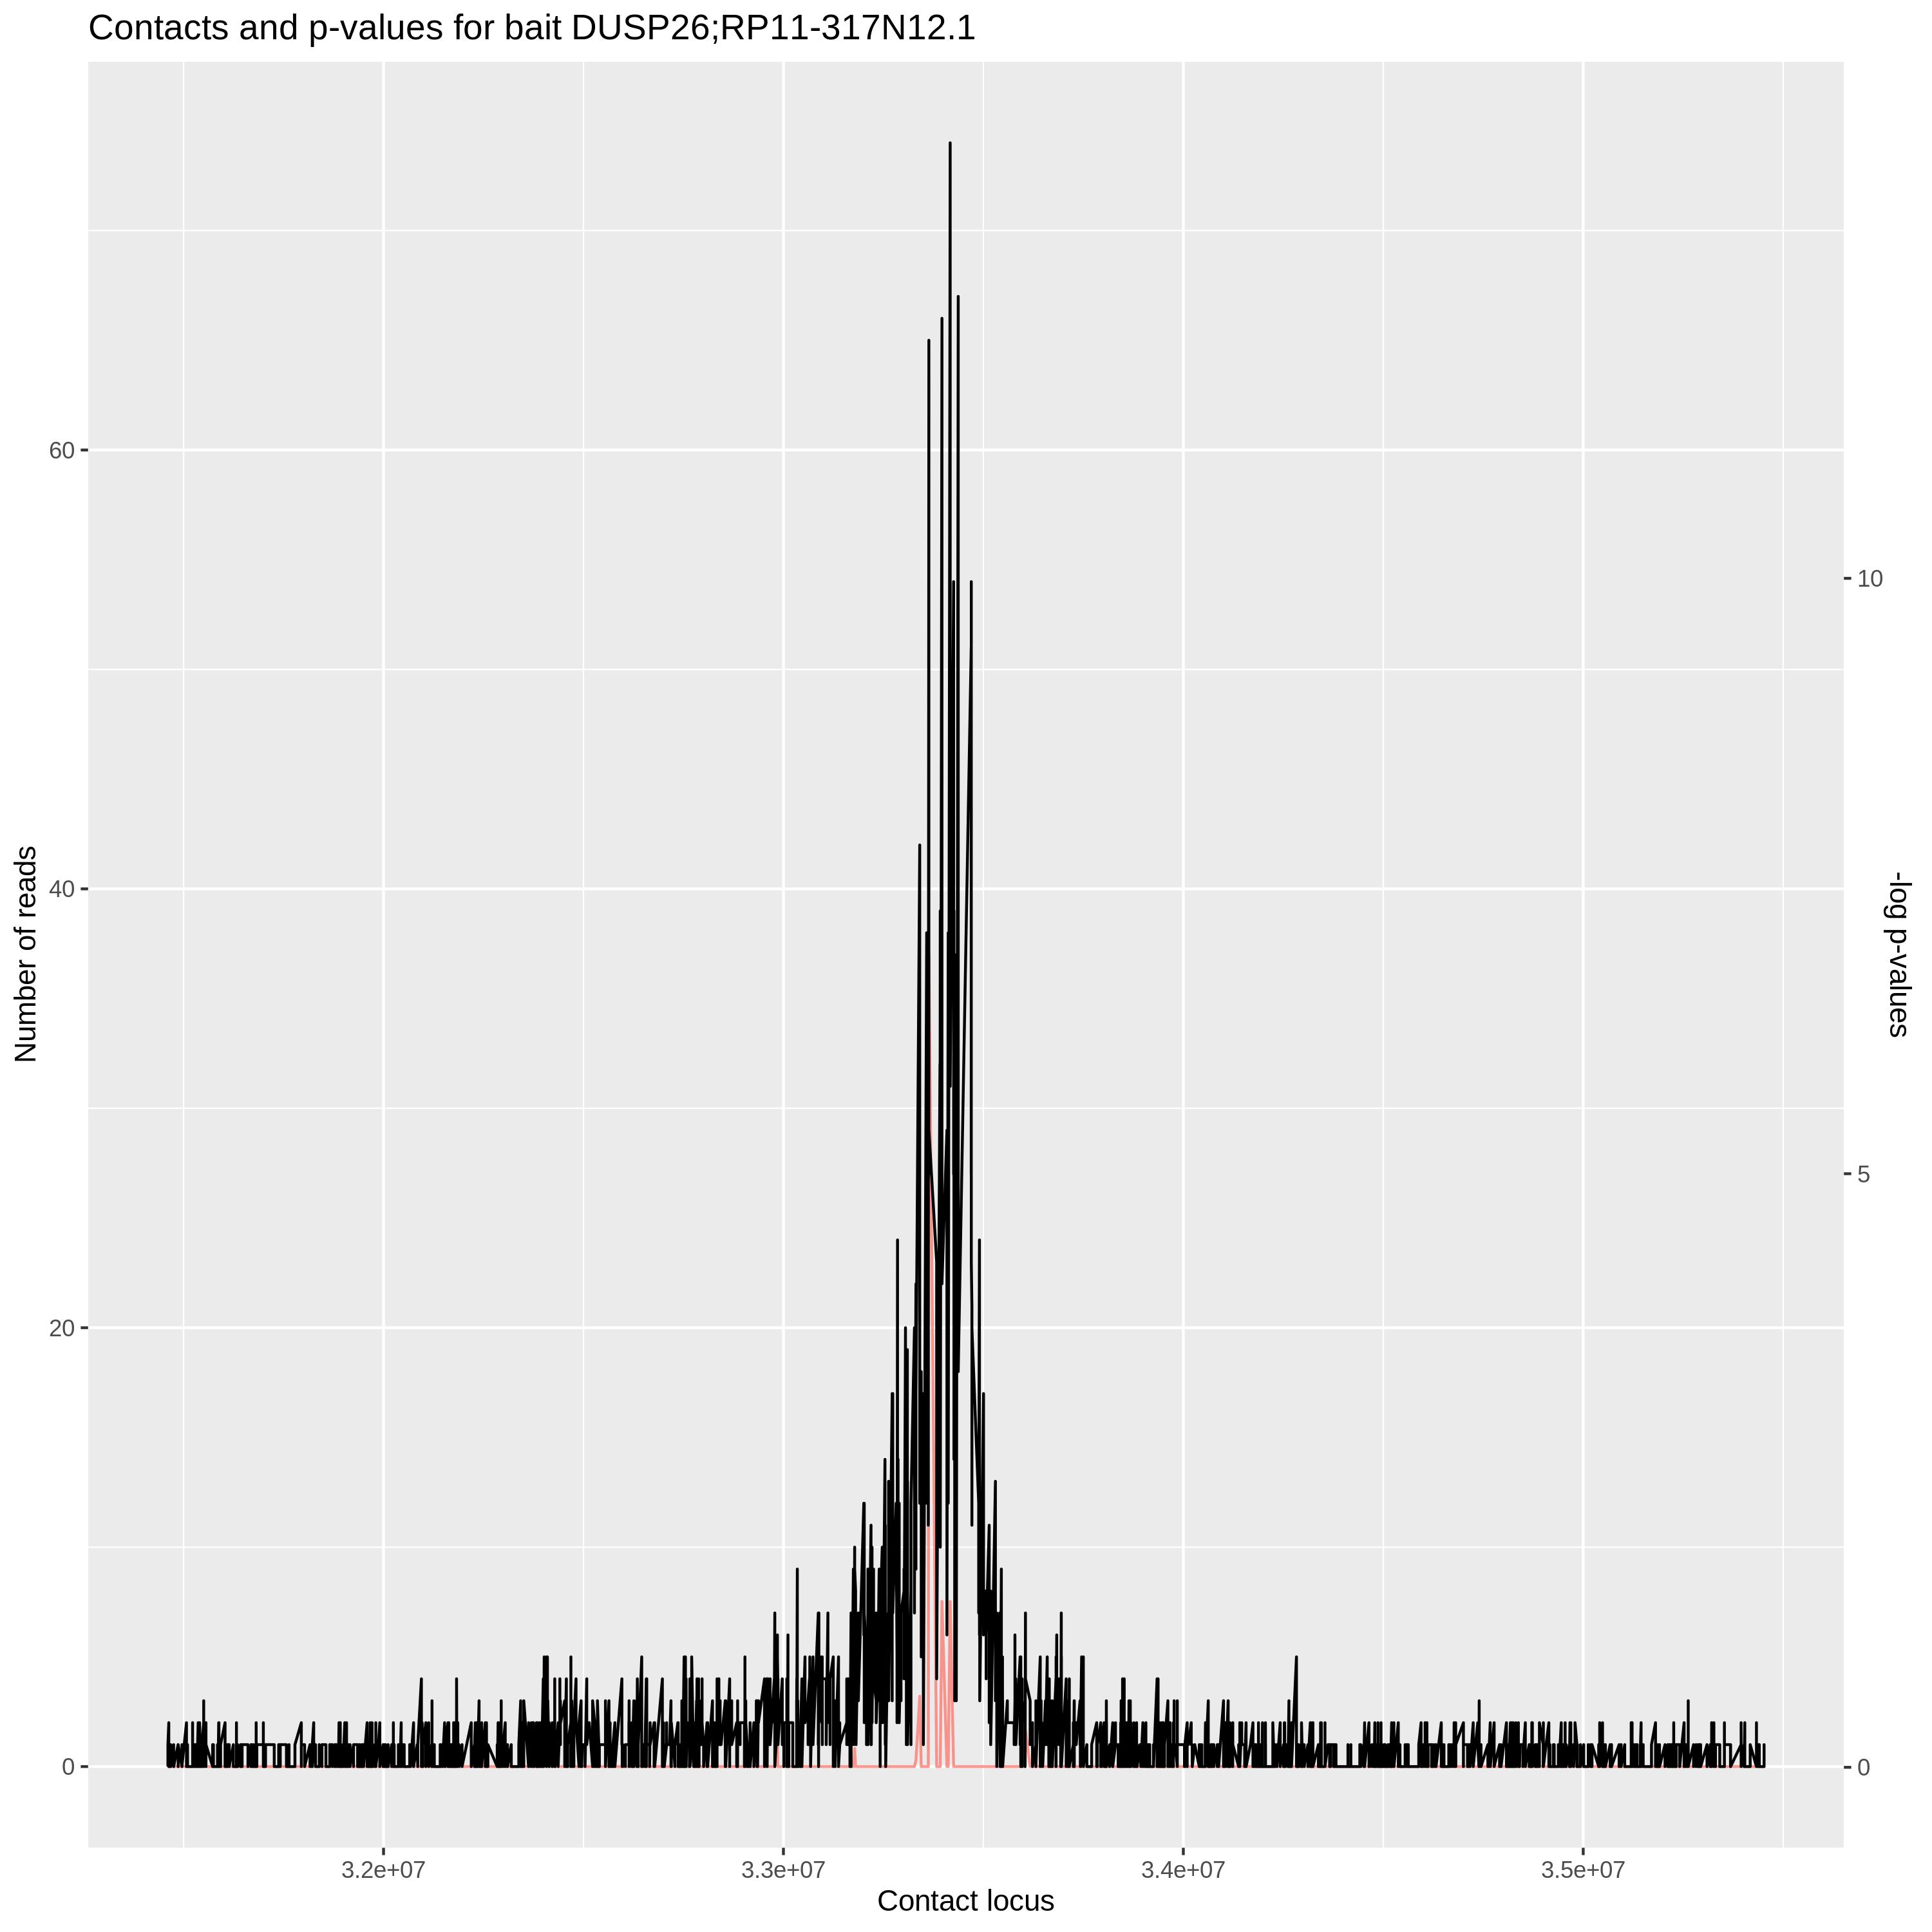 Contacts and p-values for bait DUSP26;RP11-317N12.1
60
40
20
0
Number of reads
10
5
0
-log p-values
3.2e+07
3.3e+07
3.4e+07
3.5e+07
Contact locus